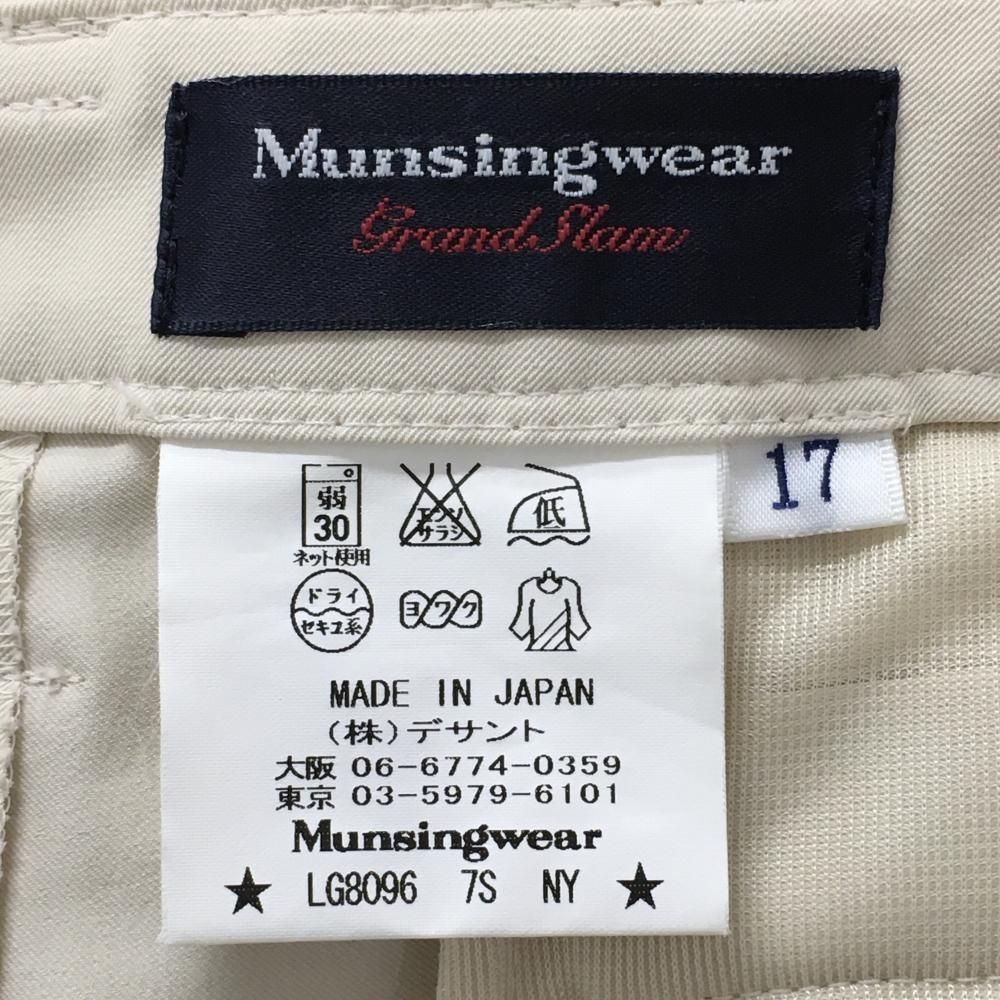 Munsingwear
Grand Slam
17
弱
30
ネット使用
エンソ
サラシ
低
ドライ
セキユ系
ヨワク
MADE IN JAPAN
(株)デサント
大阪 06-6774-0359
東京 03-5979-6101
Munsingwear
★ LG8096 7S NY ★